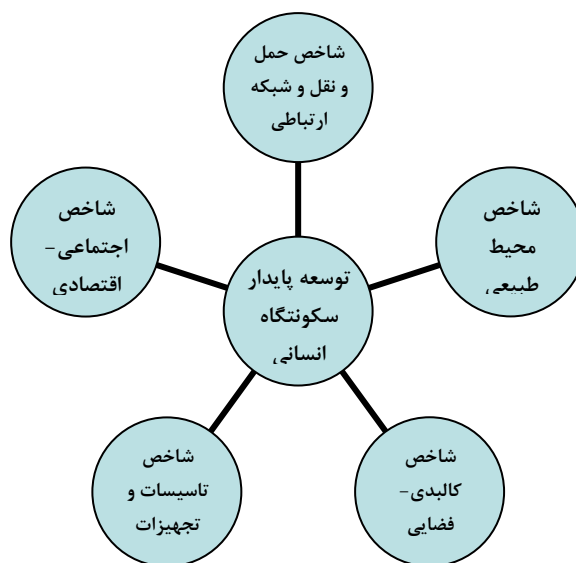 شاخص حمل
و نقل و شبکه
ارتباطی
شاخص
محیط
طبیعی
شاخص
اجتماعی-
اقتصادی
توسعه پایدار
سکونتگاه
انسانی
شاخص
کالبدی-
فضایی
شاخص
تاسیسات و
تجهیزات